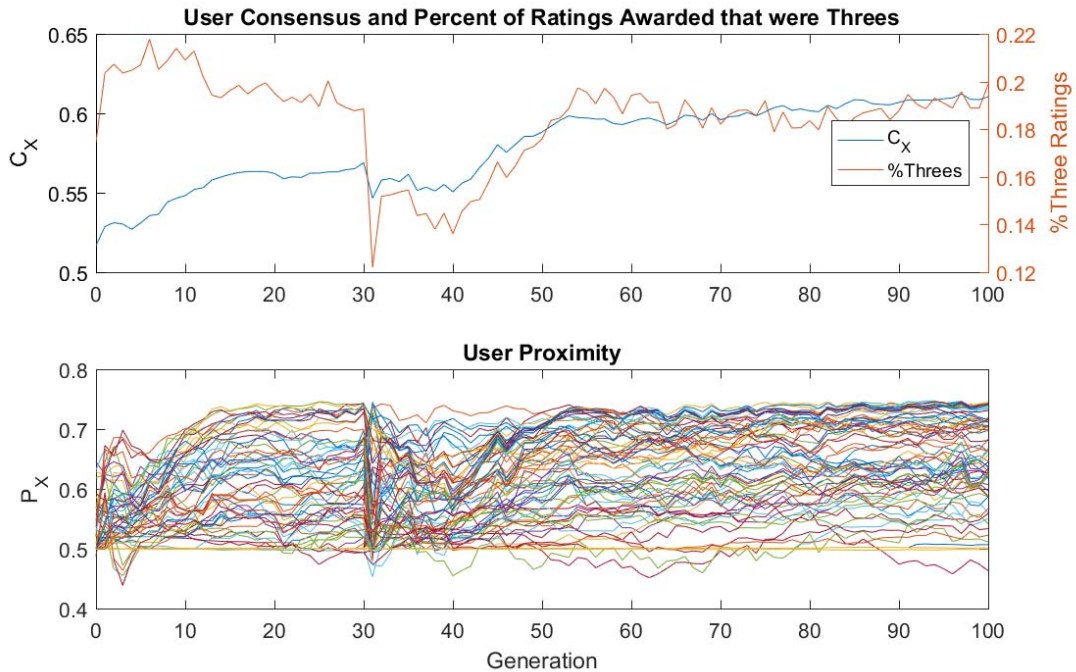 User Consensus and Percent of Ratings Awarded that were Threes
0.65
0.6
0.55
0.5
C_X
0.22
0.2
0.18
0.16
0.14
0.12
%Three Ratings
C_X
%Threes
0 10 20 30 40 50 60 70 80 90 100
User Proximity
0.8
0.7
0.6
0.5
0.4
P_X
0 10 20 30 40 50 60 70 80 90 100
Generation